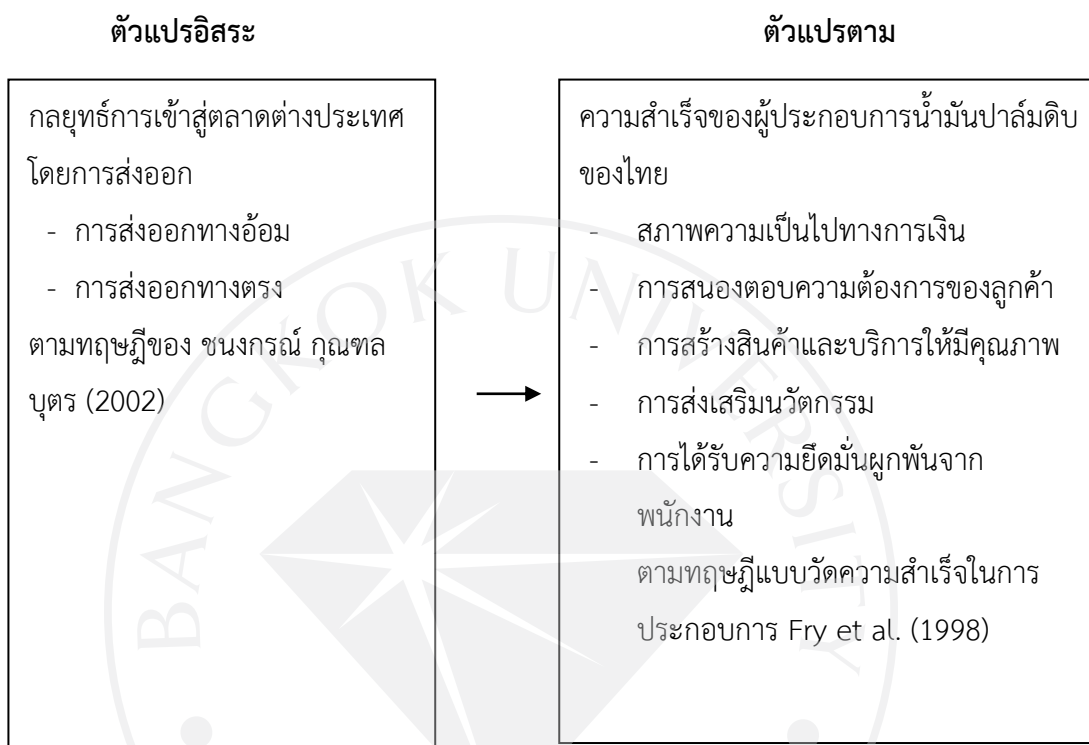 ตัวแปรอิสระ
ตัวแปรตาม
กลยุทธ์การเข้าสู่ตลาดต่างประเทศ
โดยการส่งออก
- การส่งออกทางอ้อม
- การส่งออกทางตรง
ตามทฤษฎีของ ชนงกรณ์ กุณฑล
บุตร (2002)
ความสำเร็จของผู้ประกอบการน้ำมันปาล์มดิบ
ของไทย
- สภาพความเป็นไปทางการเงิน
- การสนองตอบความต้องการของลูกค้า
- การสร้างสินค้าและบริการให้มีคุณภาพ
- การส่งเสริมนวัตกรรม
- การได้รับความยึดมั่นผูกพันจาก
พนักงาน
ตามทฤษฎีแบบวัดความสำเร็จในการ
ประกอบการ Fry et al. (1998)
BANGKOK UNIVERSITY